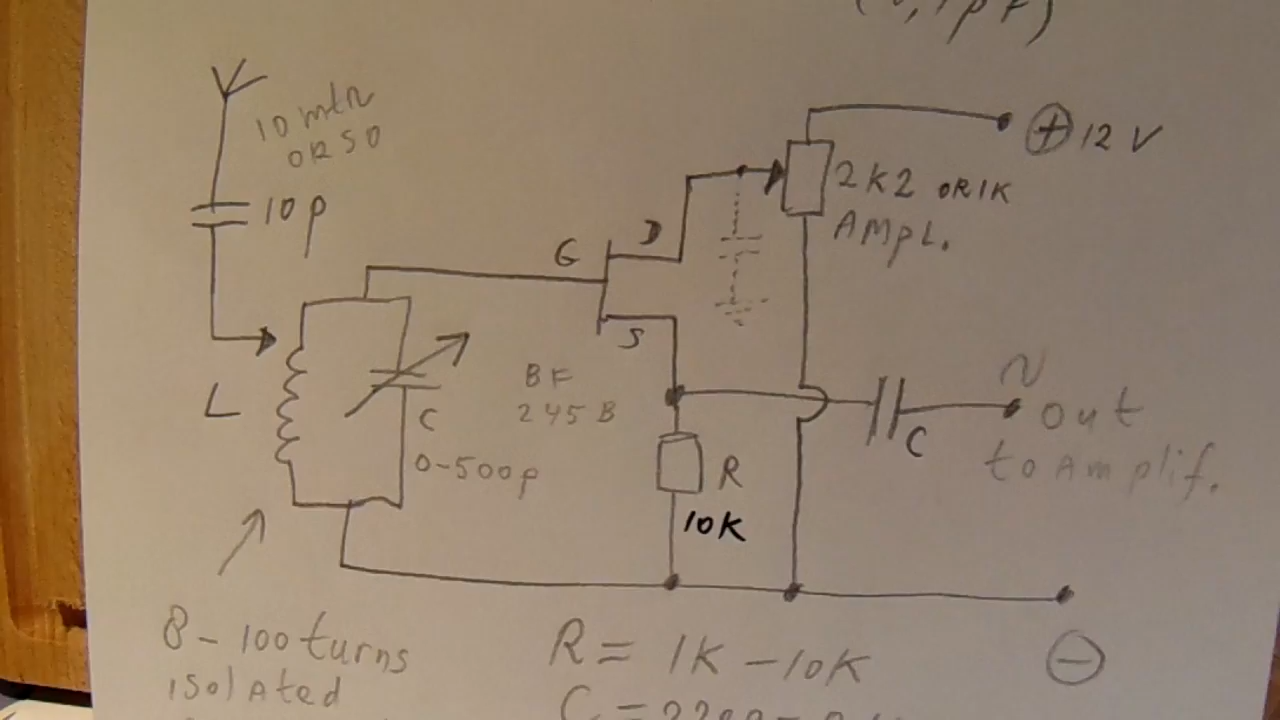 10 mtr
OR 50
10p
+ 12 V
2K2 OR 1K
AMPL.
G
D
S
L
BF
245 B
C
0-500p
R
10K
C
~
Out
to Amplif.
8 - 100 turns
isolated
R = 1K - 10K
-
C =